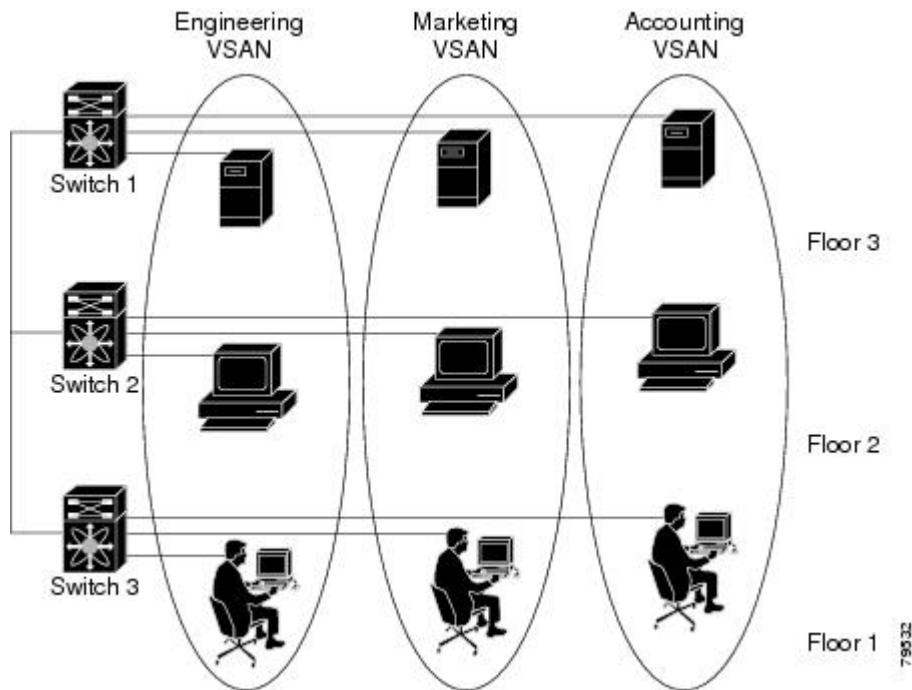 Engineering
VSAN
Marketing
VSAN
Accounting
VSAN
Switch 1
Floor 3
Switch 2
Floor 2
Switch 3
Floor 1
79532